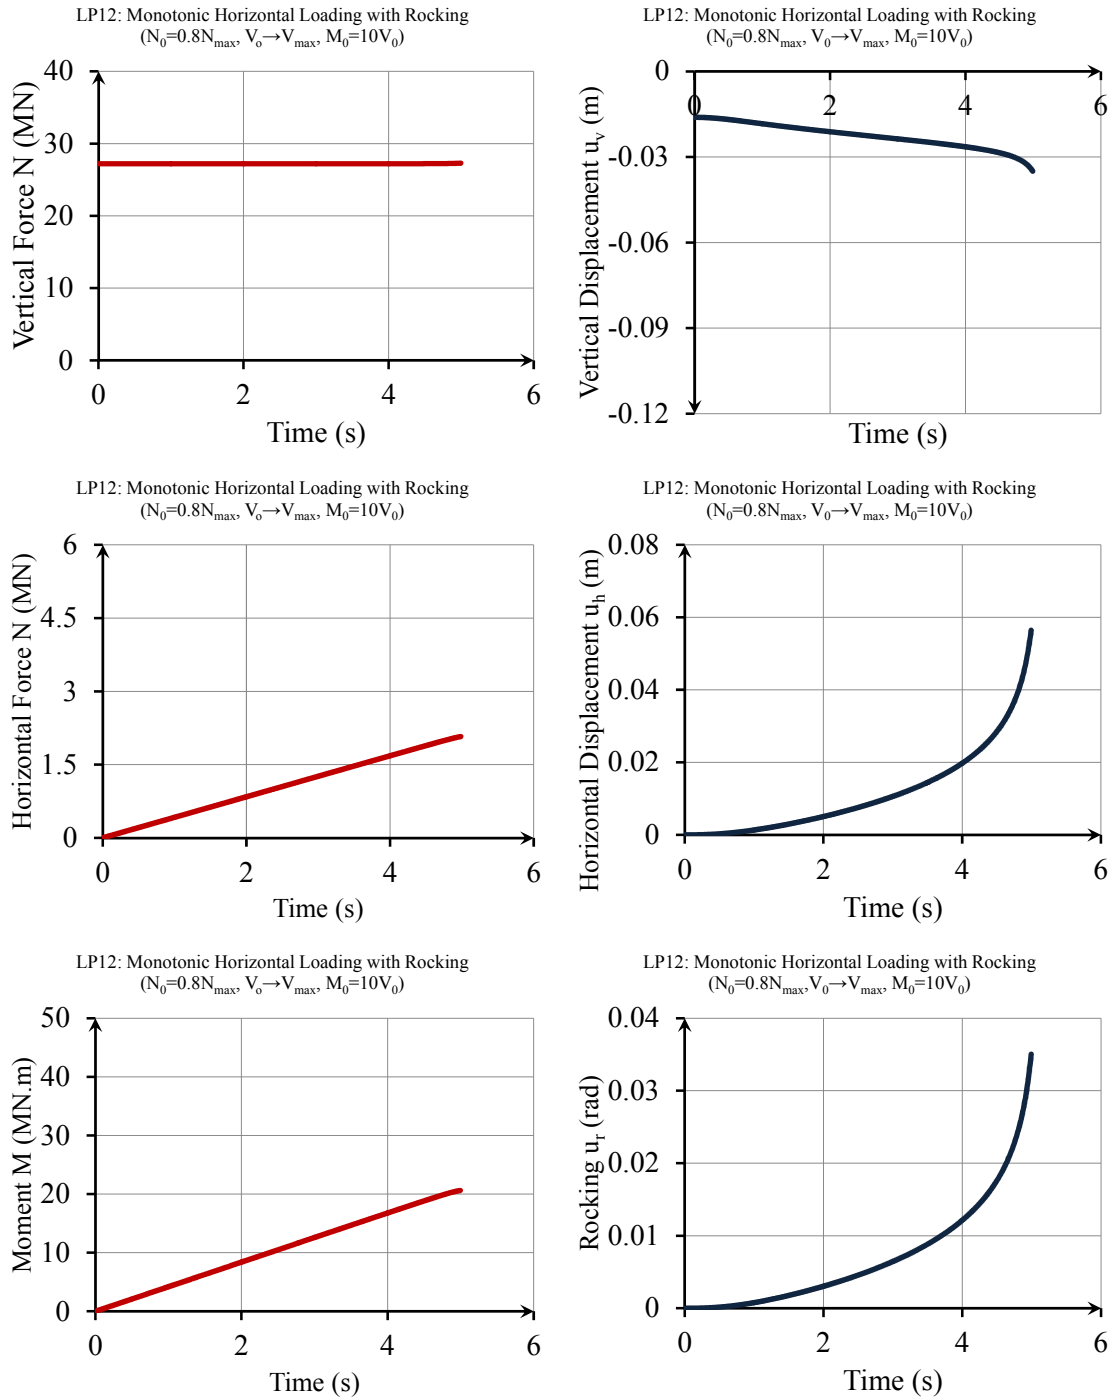 LP12: Monotonic Horizontal Loading with Rocking
(N0=0.8Nmax, Vo→Vmax, M0=10V0)
40
30
20
10
0
0 2 4 6
Vertical Force N (MN)
Time (s)
LP12: Monotonic Horizontal Loading with Rocking
(N0=0.8Nmax, V0→Vmax, M0=10V0)
0
-0.03
-0.06
-0.09
-0.12
0 2 4 6
Vertical Displacement uv (m)
Time (s)
LP12: Monotonic Horizontal Loading with Rocking
(N0=0.8Nmax, Vo→Vmax, M0=10V0)
6
4.5
3
1.5
0
0 2 4 6
Horizontal Force N (MN)
Time (s)
LP12: Monotonic Horizontal Loading with Rocking
(N0=0.8Nmax, V0→Vmax, M0=10V0)
0.08
0.06
0.04
0.02
0
0 2 4 6
Horizontal Displacement uh (m)
Time (s)
LP12: Monotonic Horizontal Loading with Rocking
(N0=0.8Nmax, Vo→Vmax, M0=10V0)
50
40
30
20
10
0
0 2 4 6
Moment M (MN.m)
Time (s)
LP12: Monotonic Horizontal Loading with Rocking
(N0=0.8Nmax,V0→Vmax, M0=10V0)
0.04
0.03
0.02
0.01
0
0 2 4 6
Rocking ur (rad)
Time (s)